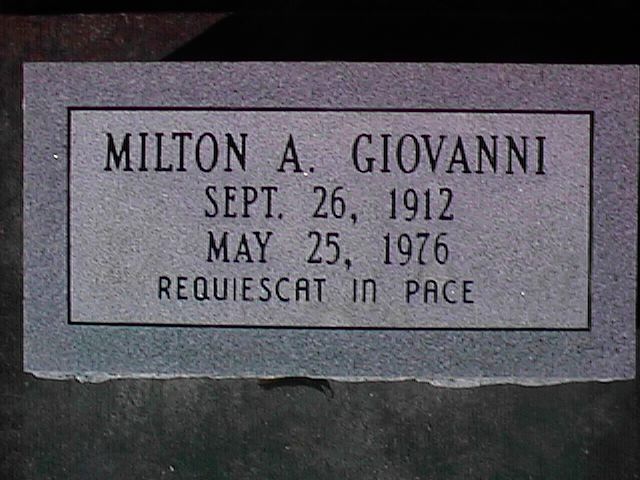 MILTON A. GIOVANNI
SEPT. 26, 1912
MAY 25, 1976
REQUIESCAT IN PACE